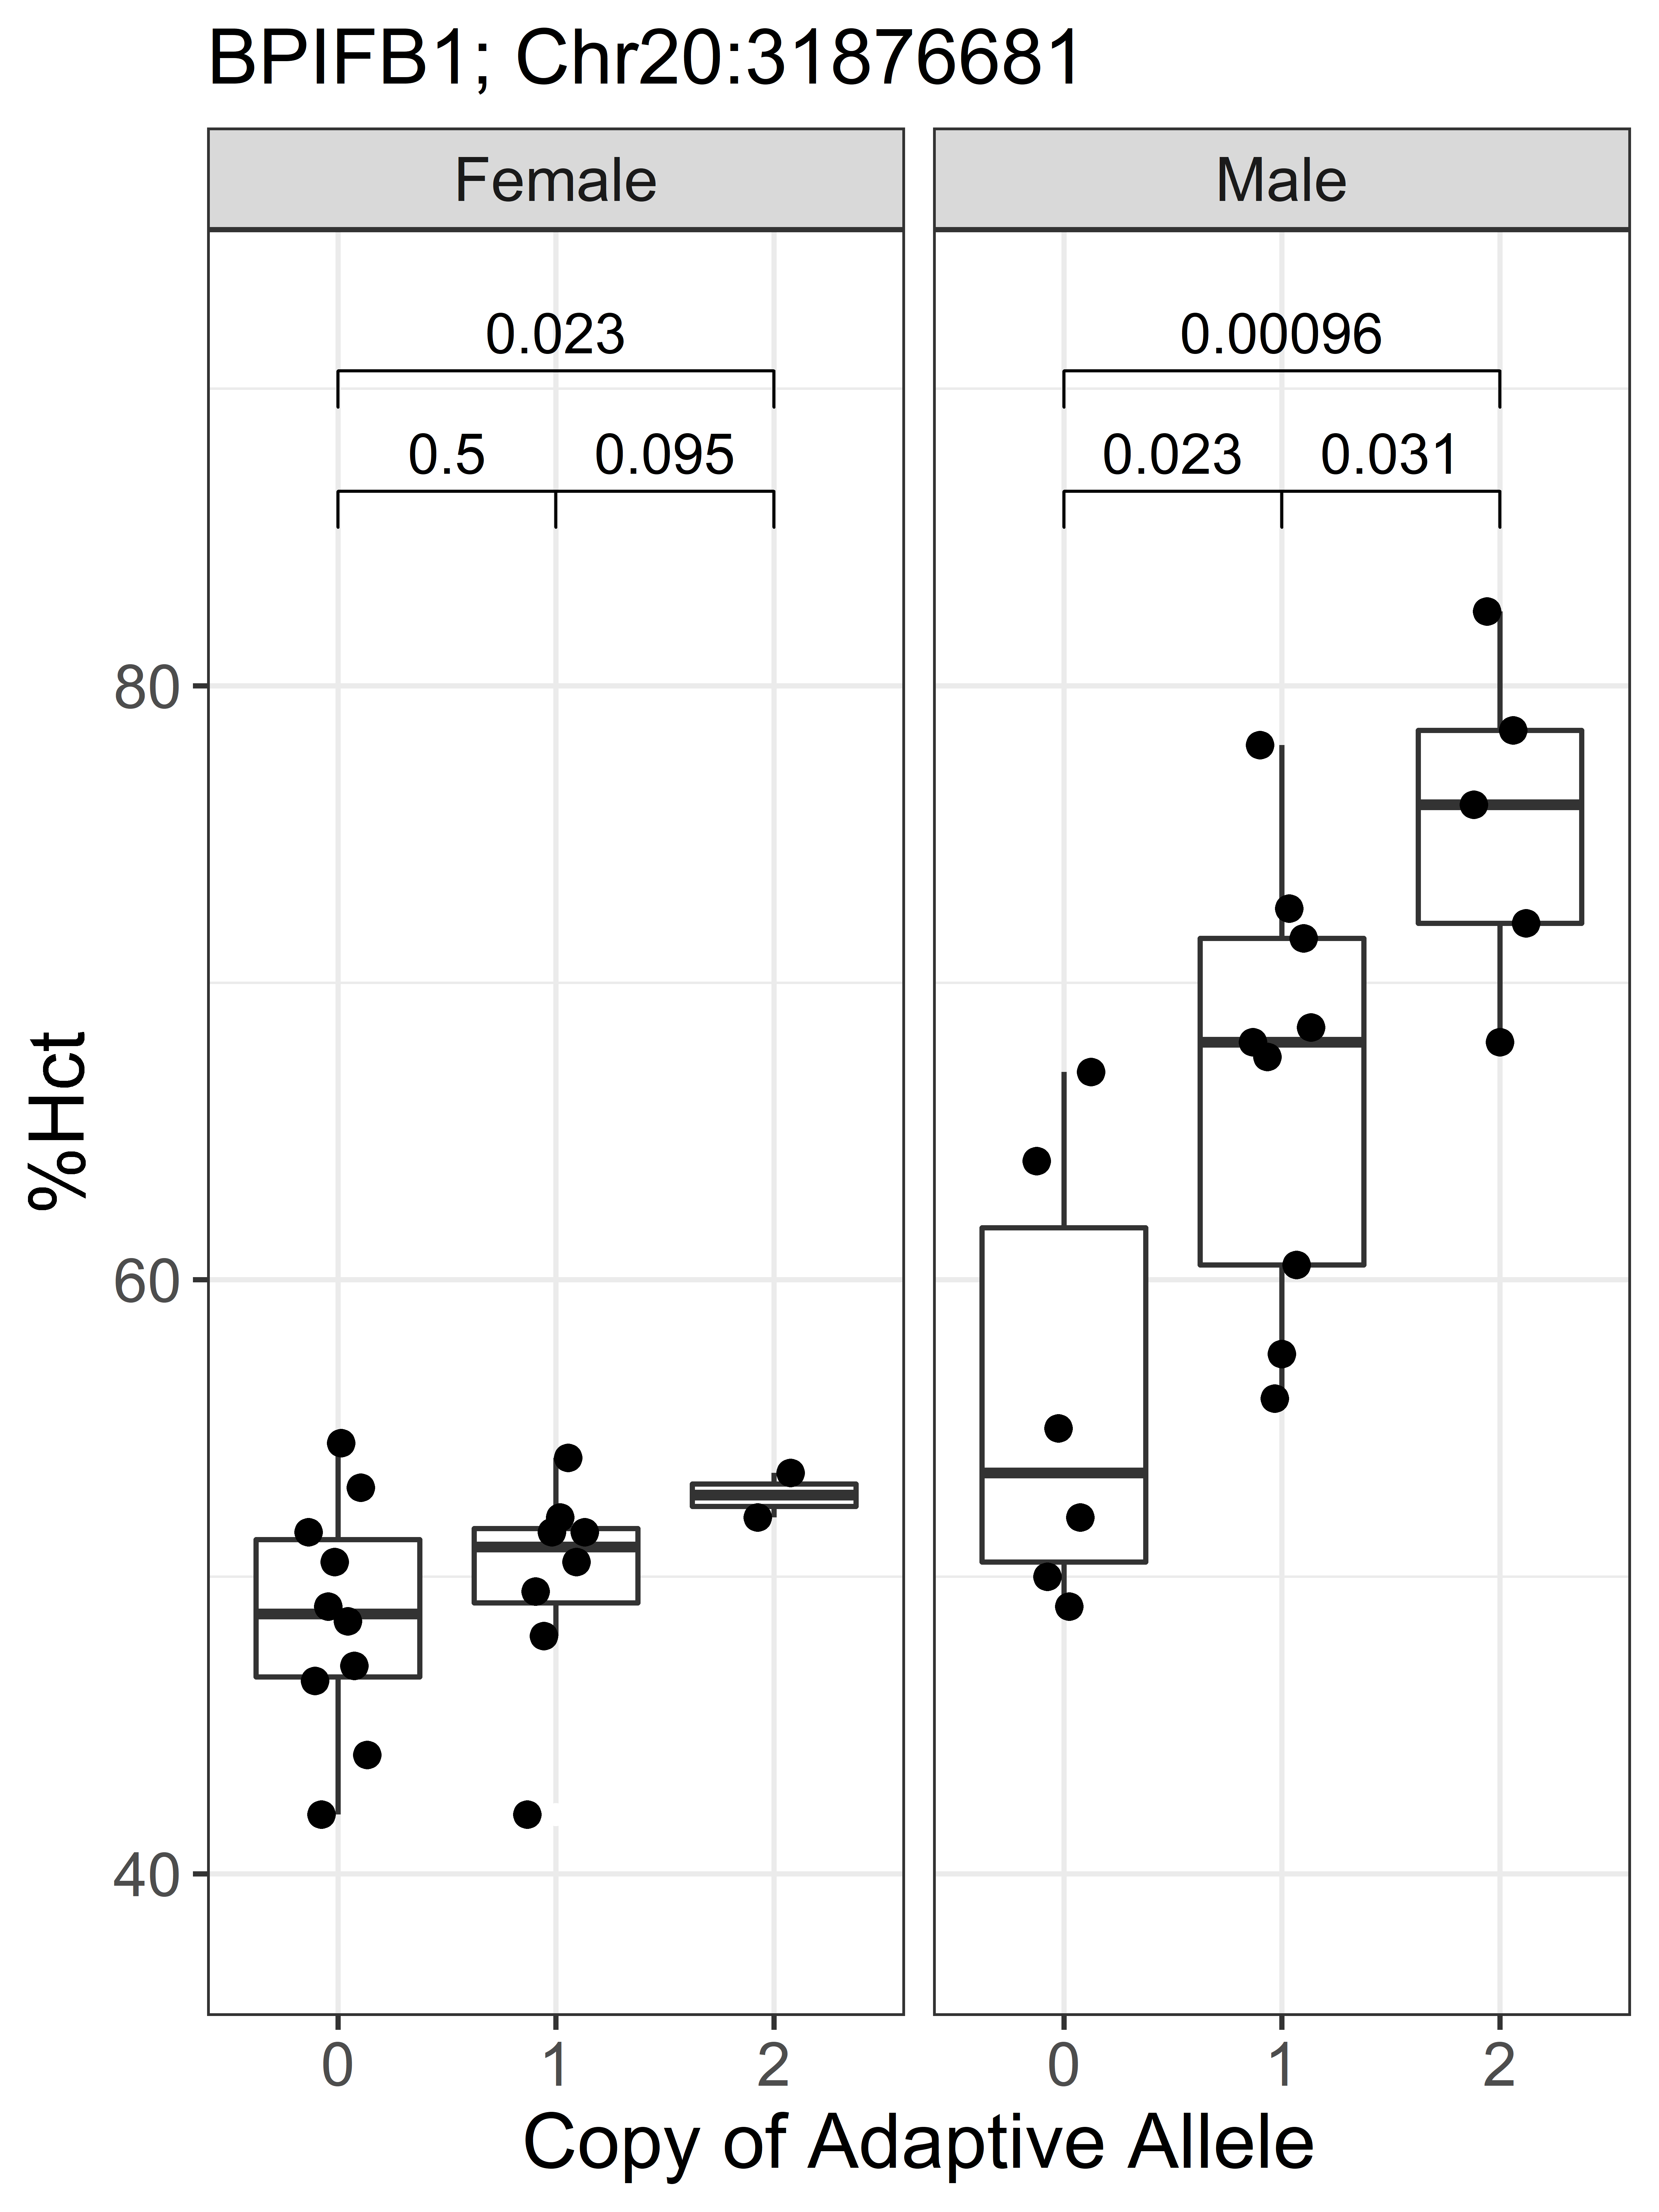 BPIFB1; Chr20:31876681
Female Male
0.023 0.00096
0.5 0.095 0.023 0.031
80
60
40
%Hct
0 1 2 0 1 2
Copy of Adaptive Allele